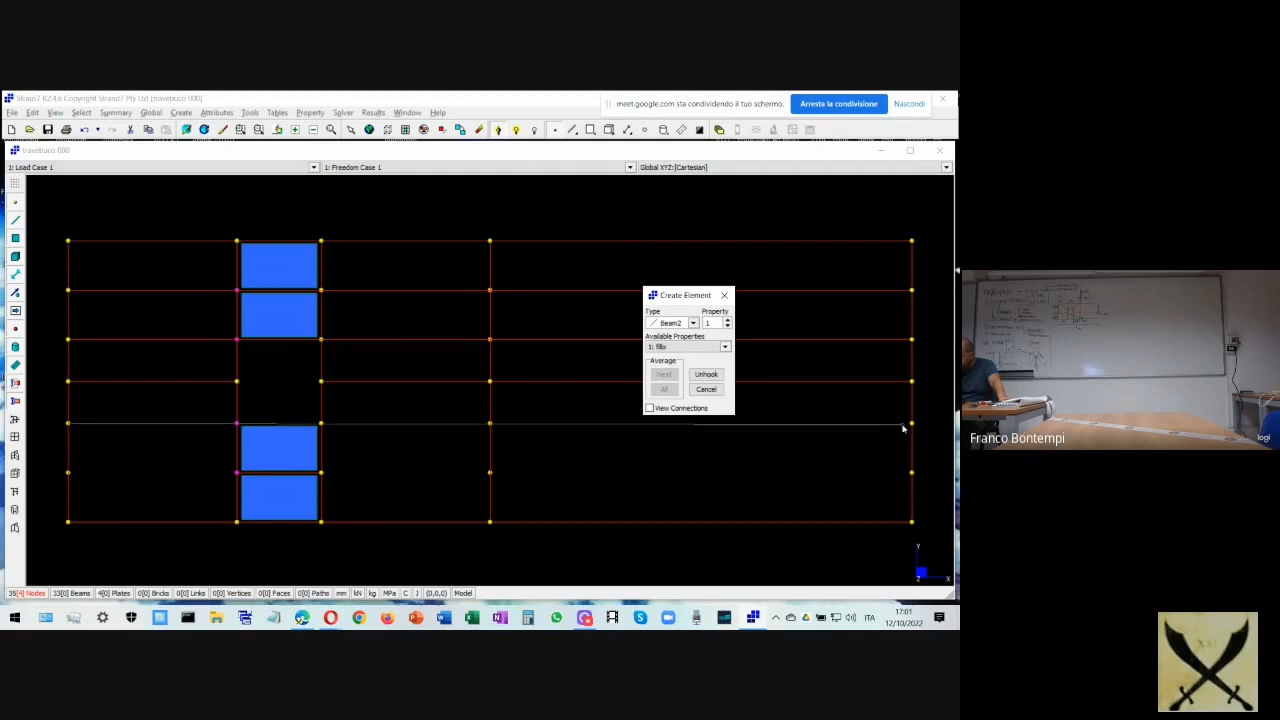 Straus7 R2.4.6 Copyright Strand7 Pty Ltd [travebuco 000]
meet.google.com sta condividendo il tuo schermo.
Arresta la condivisione
Nascondi
File Edit View Select Summary Global Create Attributes Tools Tables Property Solver Results Window Help
travebuco 000
1: Load Case 1
1: Freedom Case 1
Global XYZ:[Cartesian]
Create Element
Type
Property
Beam2
1
Available Properties
1: filo
Average
Next
Unhook
All
Cancel
View Connections
Franco Bontempi
logi
Y
Z
X
35[4] Nodes
33[0] Beams
4[0] Plates
0[0] Bricks
0[0] Links
0[0] Vertices
0[0] Faces
0[0] Paths
mm
kN
kg
MPa
C
J
(0,0,0)
Model
ITA
17:01
12/10/2022
XXI